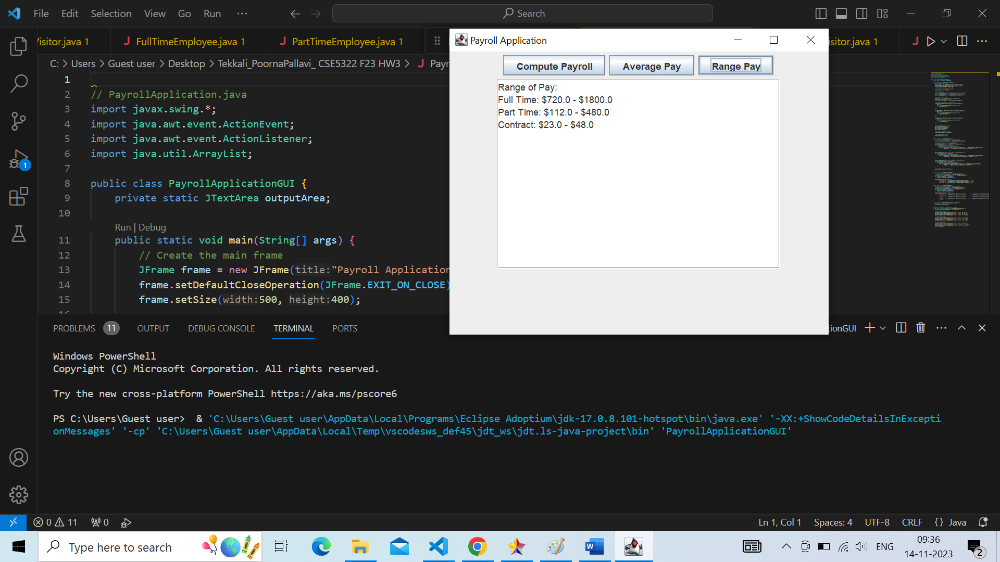 File Edit Selection View Go Run ···
Search
isitor.java 1
FullTimeEmployee.java 1
PartTimeEmployee.java 1
isitor.java 1
C: > Users > Guest user > Desktop > Tekkali_PoornaPallavi_ CSE5322 F23 HW3 > J Payr
1
2 // PayrollApplication.java
3 import javax.swing.*;
4 import java.awt.event.ActionEvent;
5 import java.awt.event.ActionListener;
6 import java.util.ArrayList;
7
8 public class PayrollApplicationGUI {
9 private static JTextArea outputArea;
10
Run | Debug
11 public static void main(String[] args) {
12 // Create the main frame
13 JFrame frame = new JFrame(title:"Payroll Application
14 frame.setDefaultCloseOperation(JFrame.EXIT_ON_CLOSE)
15 frame.setSize(width:500, height:400);
Payroll Application
Compute Payroll Average Pay Range Pay
Range of Pay:
Full Time: $720.0 - $1800.0
Part Time: $112.0 - $480.0
Contract: $23.0 - $48.0
PROBLEMS 11 OUTPUT DEBUG CONSOLE TERMINAL PORTS
ionGUI
Windows PowerShell
Copyright (C) Microsoft Corporation. All rights reserved.
Try the new cross-platform PowerShell https://aka.ms/pscore6
PS C:\Users\Guest user> & 'C:\Users\Guest user\AppData\Local\Programs\Eclipse Adoptium\jdk-17.0.8.101-hotspot\bin\java.exe' '-XX:+ShowCodeDetailsInExcepti
onMessages' '-cp' 'C:\Users\Guest user\AppData\Local\Temp\vscodesws_def45\jdt_ws\jdt.ls-java-project\bin' 'PayrollApplicationGUI'
1
0 11 0
Ln 1, Col 1 Spaces: 4 UTF-8 CRLF {} Java
Type here to search
ENG
09:36
14-11-2023
2